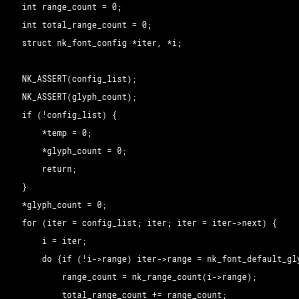 int range_count = 0;
int total_range_count = 0;
struct nk_font_config *iter, *i;
NK_ASSERT(config_list);
NK_ASSERT(glyph_count);
if (!config_list) {
*temp = 0;
*glyph_count = 0;
return;
}
*glyph_count = 0;
for (iter = config_list; iter; iter = iter->next) {
i = iter;
do {if (!i->range) iter->range = nk_font_default_gly
range_count = nk_range_count(i->range);
total_range_count += range_count;